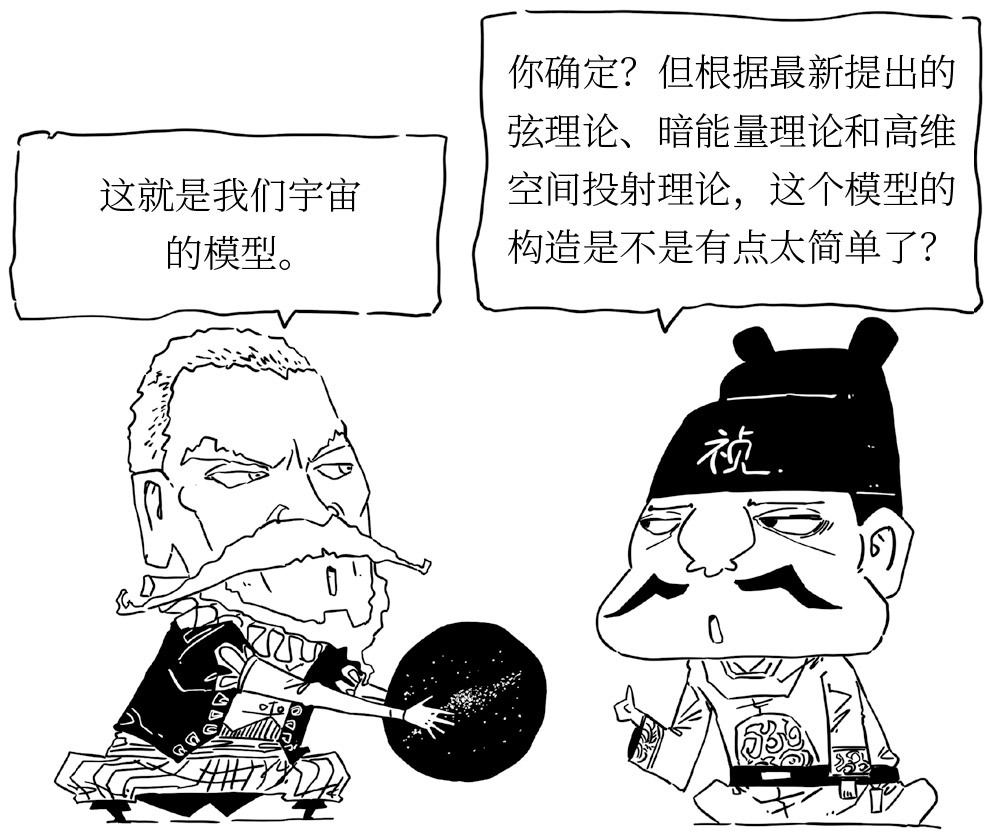 这就是我们宇宙
的模型。
你确定？但根据最新提出的
弦理论、暗能量理论和高维
空间投射理论，这个模型的
构造是不是有点太简单了？
祯